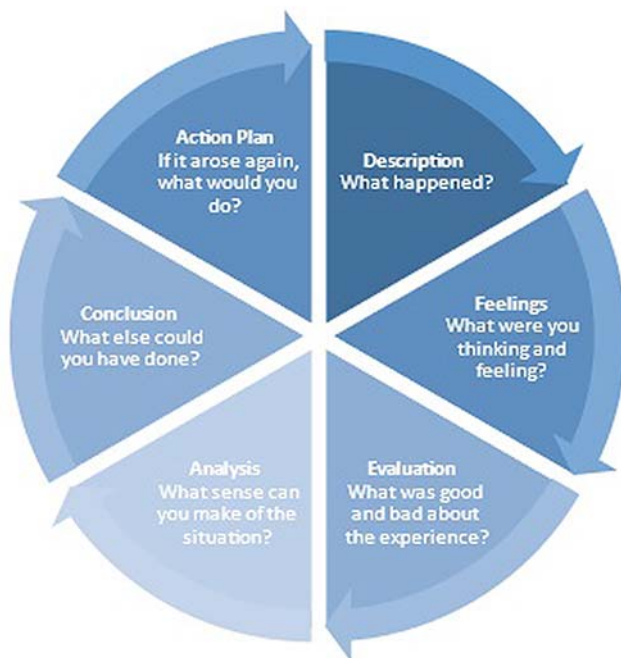 Description
What happened?
Feelings
What were you
thinking and
feeling?
Evaluation
What was good
and bad about
the experience?
Analysis
What sense can
you make of the
situation?
Conclusion
What else could
you have done?
Action Plan
If it arose again,
what would you
do?